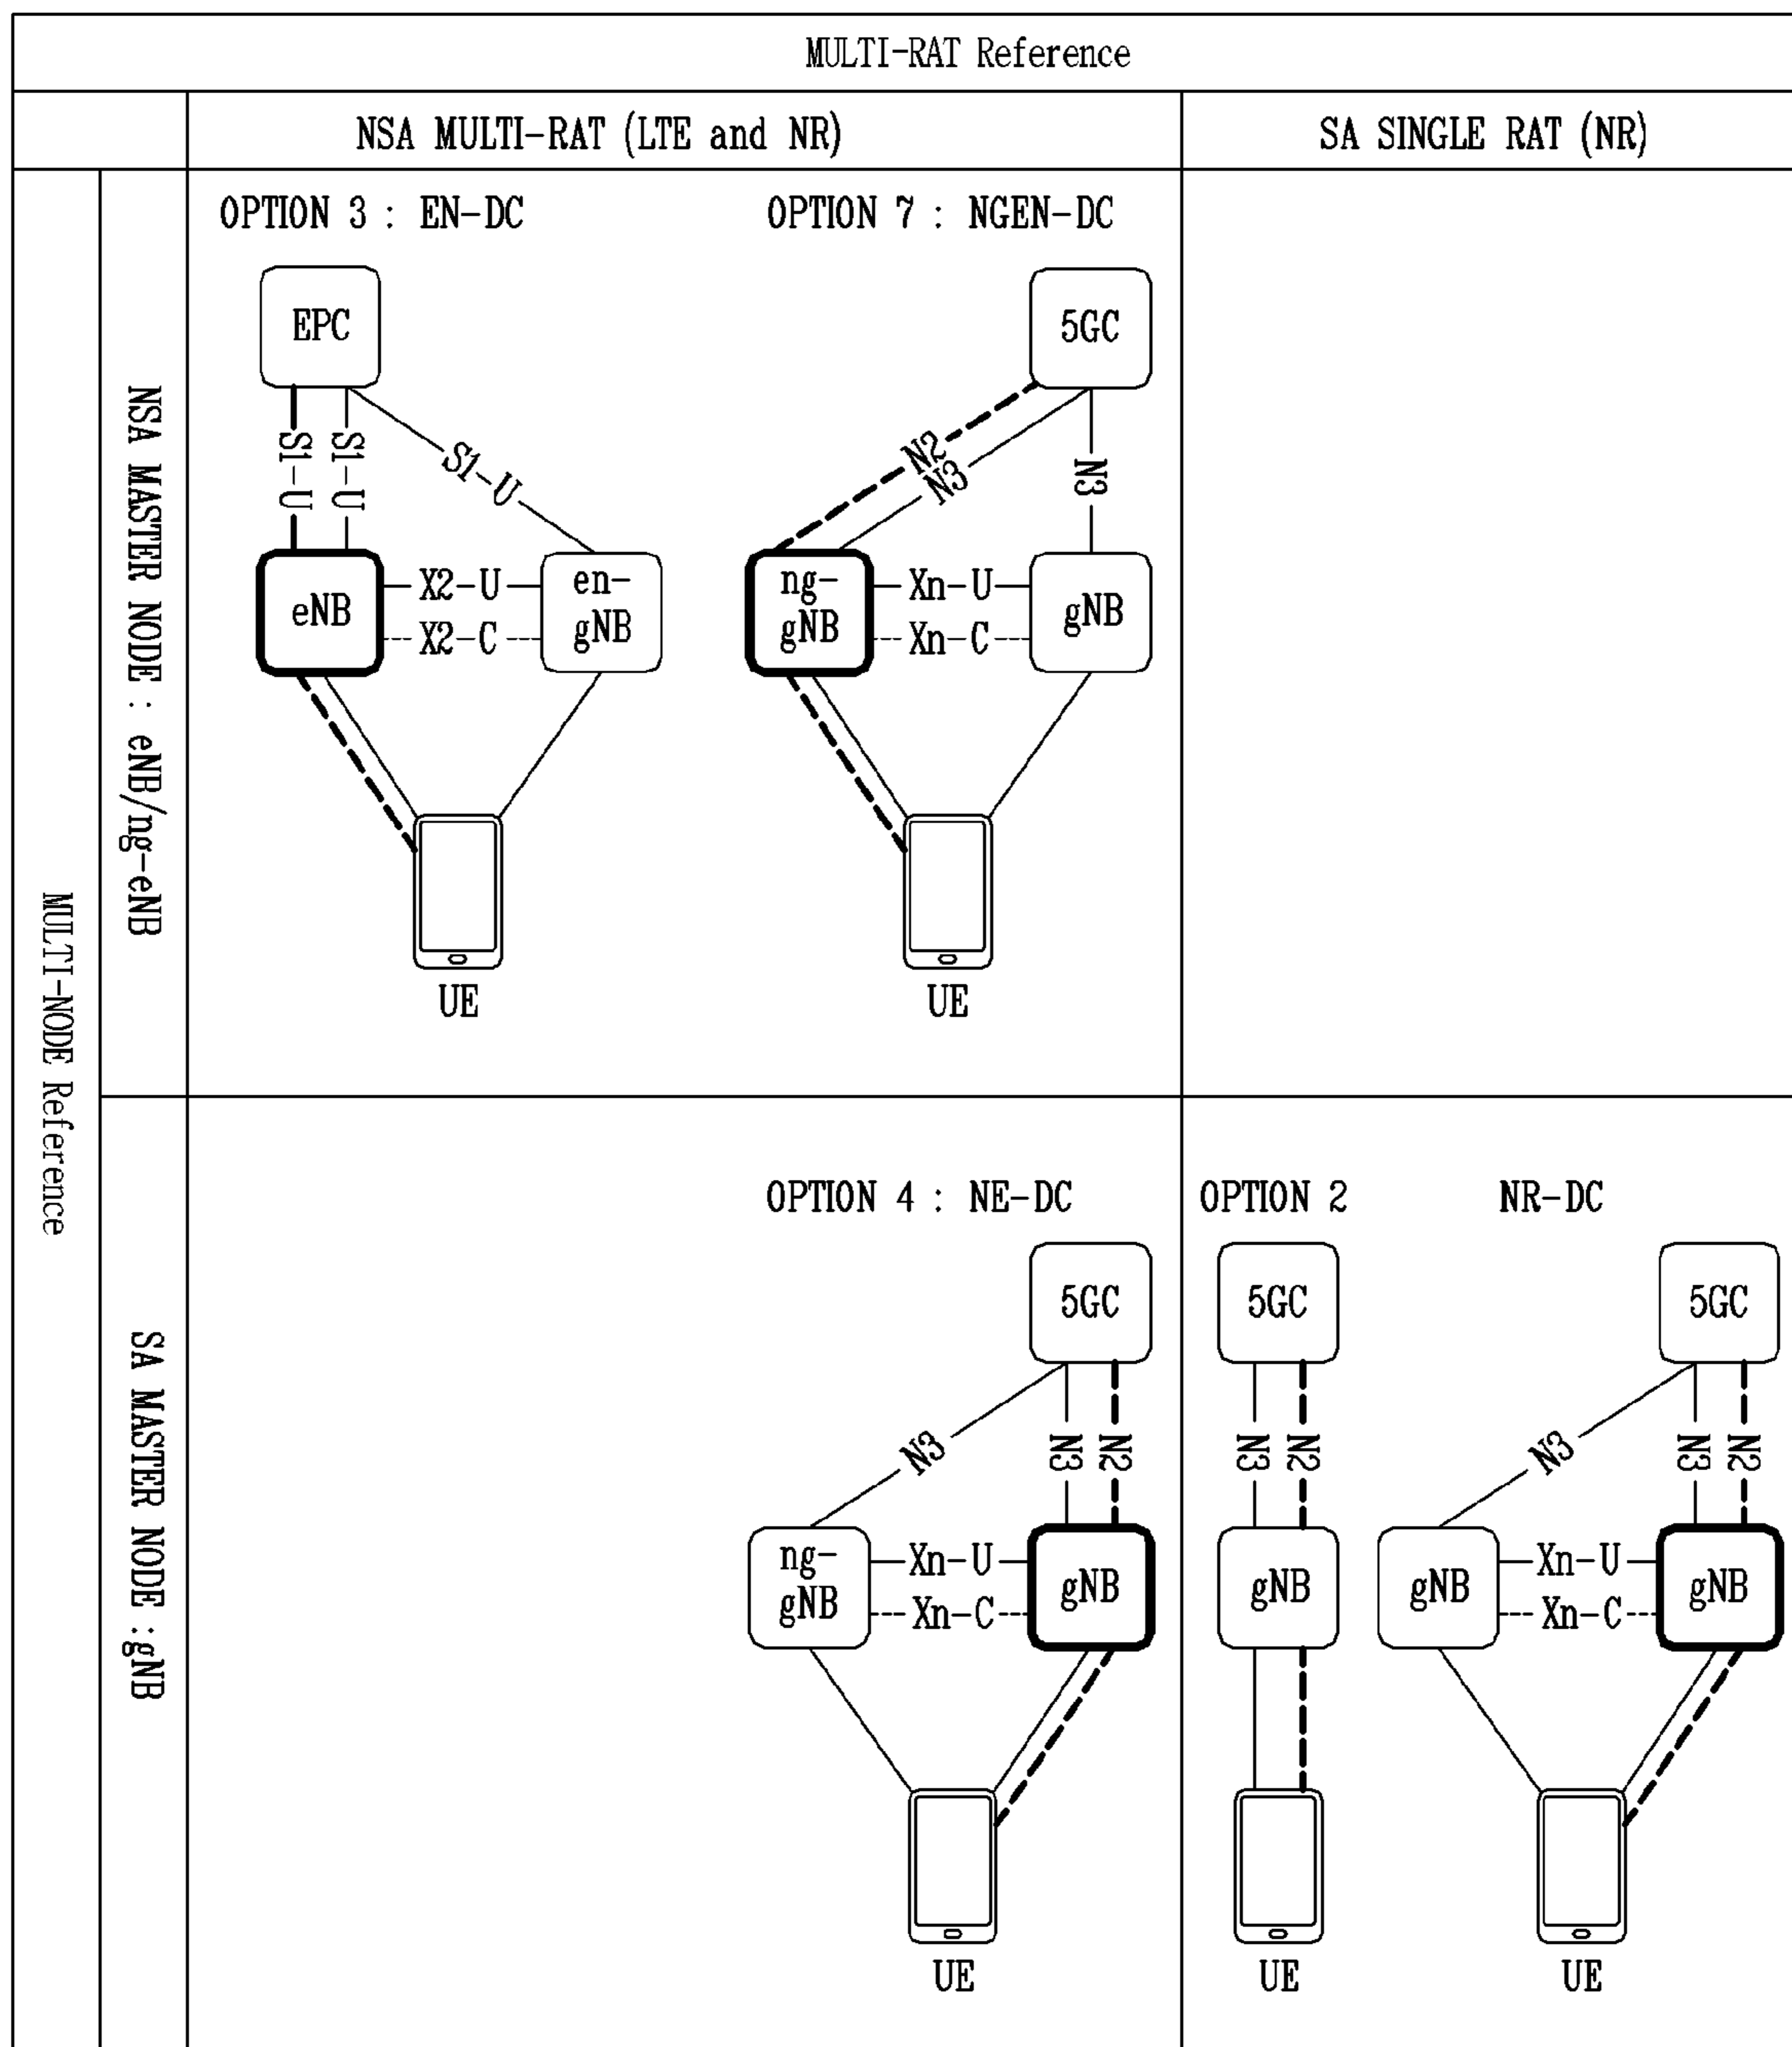 MULTI-RAT Reference
NSA MULTI-RAT (LTE and NR)
SA SINGLE RAT (NR)
MULTI-NODE Reference
NSA MASTER NODE : eNB/ng-eNB
OPTION 3 : EN-DC
EPC
S1-U
S1-U
S1-U
eNB
X2-U
X2-C
en-
gNB
UE
OPTION 7 : NGEN-DC
5GC
N2
N3
N3
ng-
gNB
Xn-U
Xn-C
gNB
UE
SA MASTER NODE :gNB
OPTION 4 : NE-DC
5GC
N3
N3
N2
ng-
gNB
Xn-U
Xn-C
gNB
UE
OPTION 2
5GC
N3
N2
gNB
UE
NR-DC
5GC
N3
N3
N2
gNB
Xn-U
Xn-C
gNB
UE